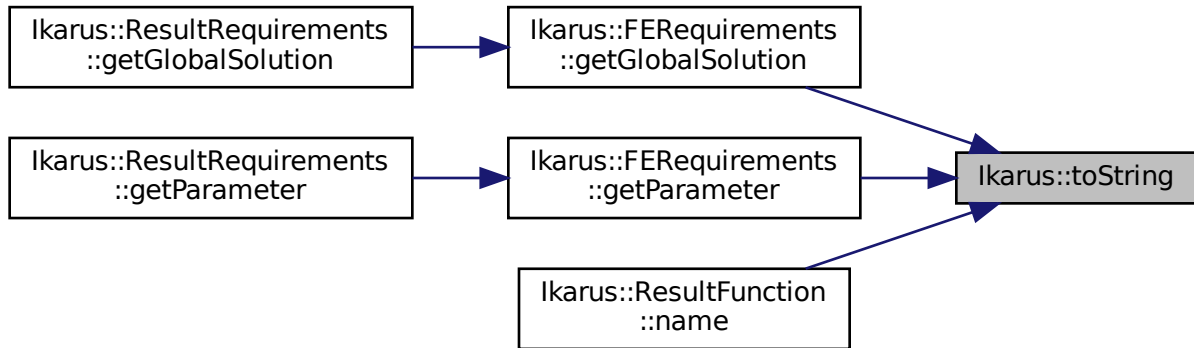 Ikarus::ResultRequirements
::getGlobalSolution
Ikarus::FERequirements
::getGlobalSolution
Ikarus::ResultRequirements
::getParameter
Ikarus::FERequirements
::getParameter
Ikarus::toString
Ikarus::ResultFunction
::name